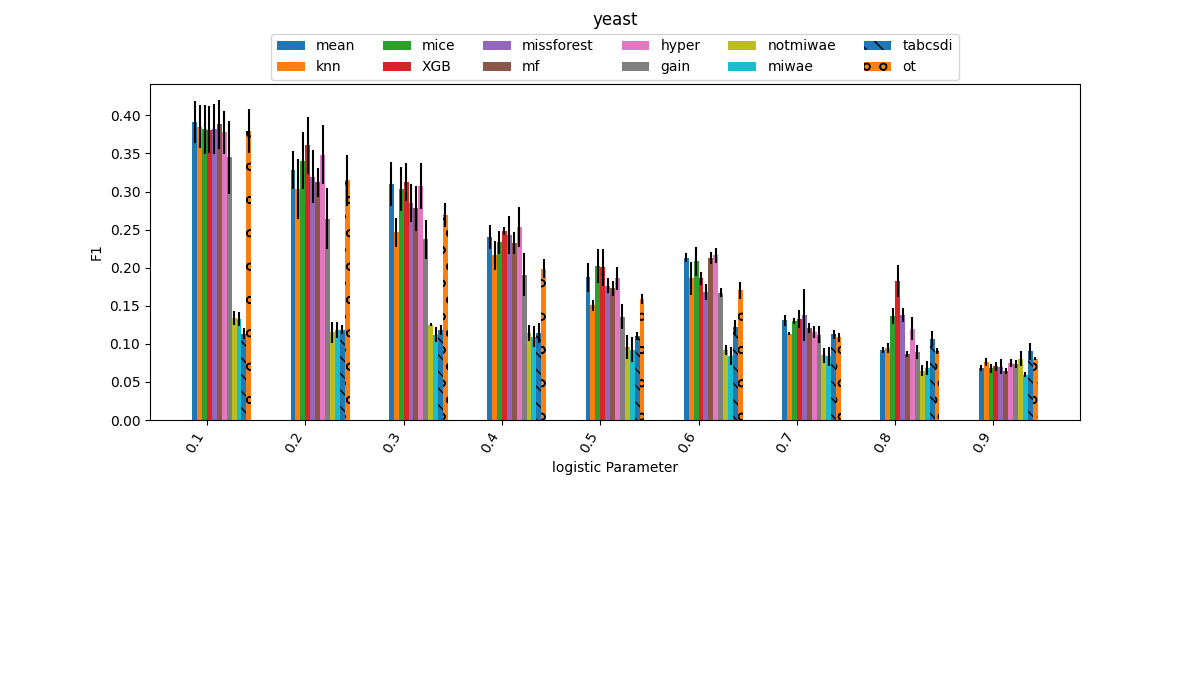 yeast
mean mice missforest hyper notmiwae tabcsdi
knn XGB mf gain miwae ot
0.40
0.35
0.30
0.25
0.20
0.15
0.10
0.05
0.00
F1
0.1 0.2 0.3 0.4 0.5 0.6 0.7 0.8 0.9
logistic Parameter